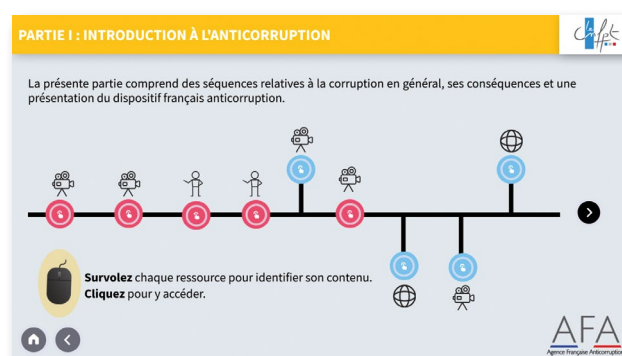 PARTIE I : INTRODUCTION À L'ANTICORRUPTION
cnfpt
La présente partie comprend des séquences relatives à la corruption en général, ses conséquences et une
présentation du dispositif français anticorruption.
Survolez chaque ressource pour identifier son contenu.
Cliquez pour y accéder.
AFA
Agence Française Anticorruption